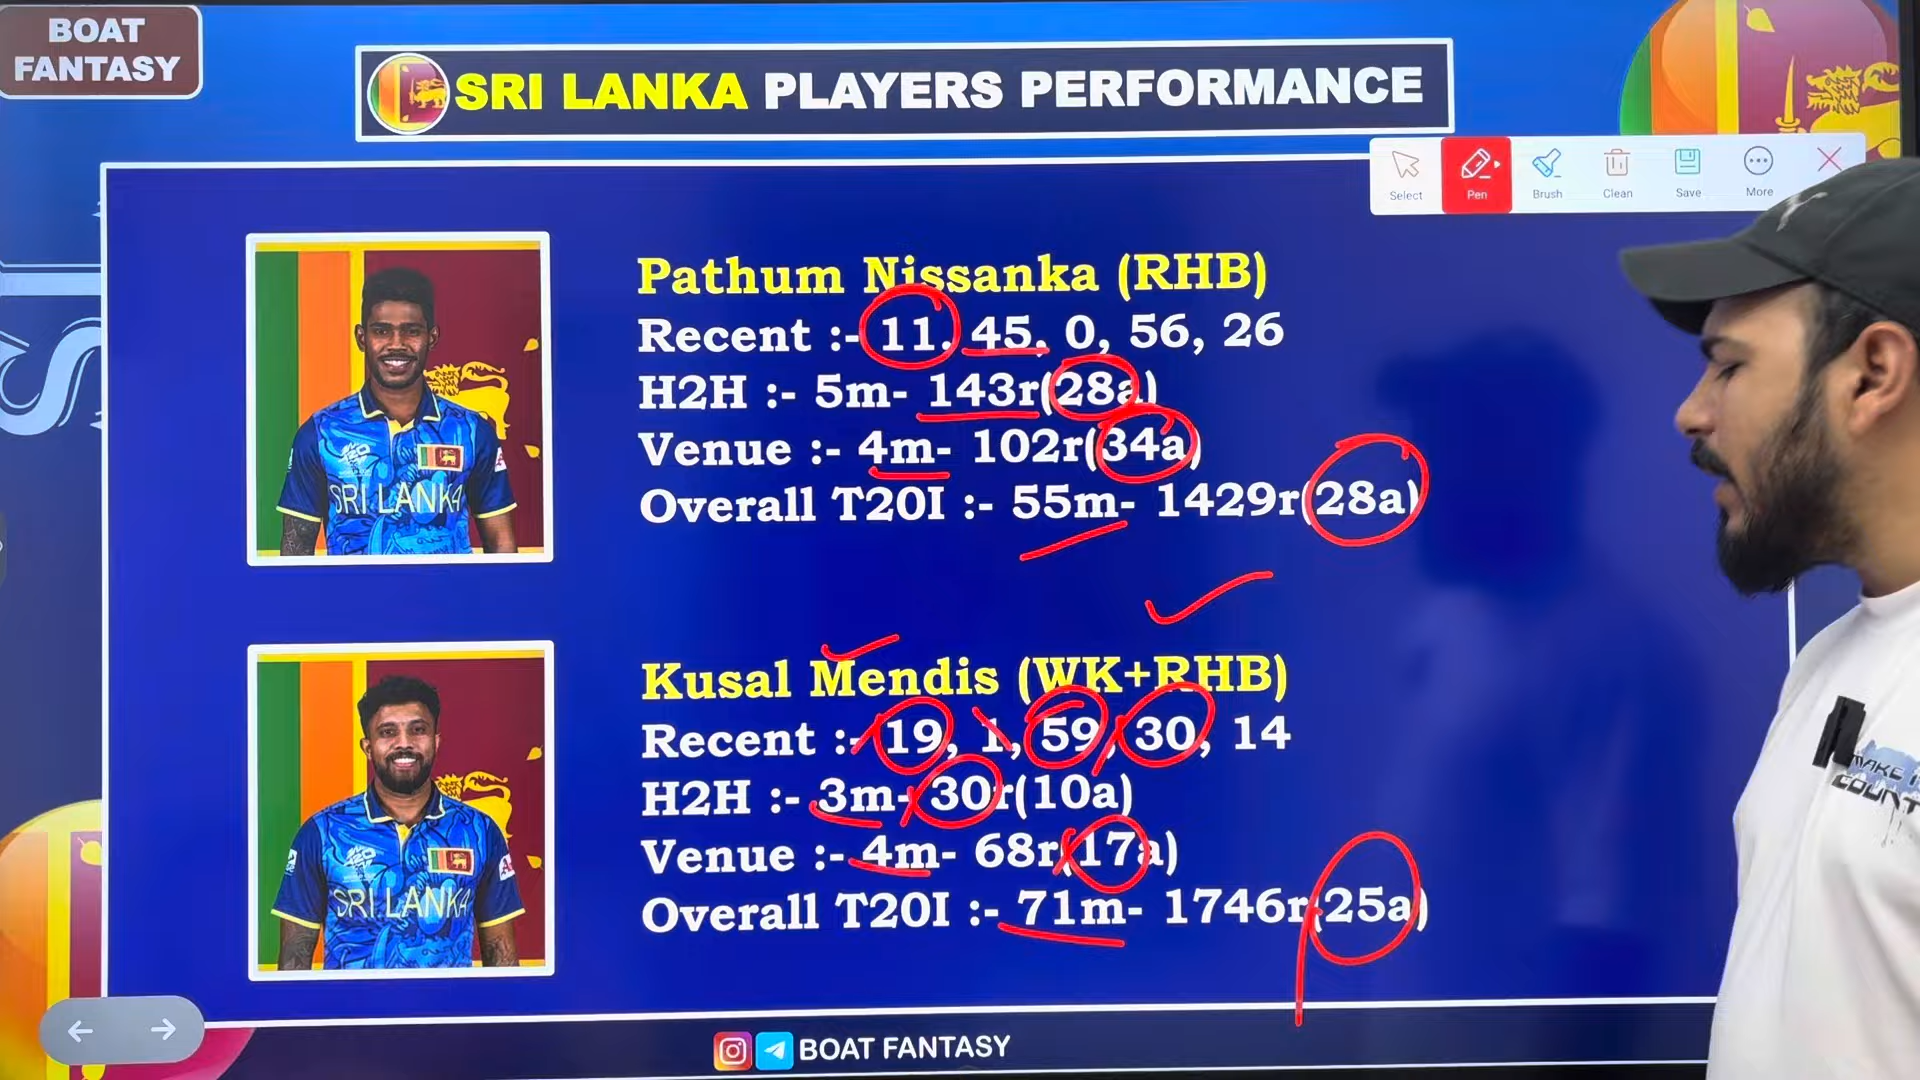 BOAT
FANTASY
SRI LANKA PLAYERS PERFORMANCE
Select
Pen
Brush
Clean
Save
More
Pathum Nissanka (RHB)
Recent :- 11, 45, 0, 56, 26
H2H :- 5m- 143r(28a)
Venue :- 4m- 102r(34a)
Overall T20I :- 55m- 1429r(28a)
SRI LANKA
Kusal Mendis (WK+RHB)
Recent :- 19, 1, 59, 30, 14
H2H :- 3m- 30r(10a)
Venue :- 4m- 68r(17a)
Overall T20I :- 71m- 1746r(25a)
SRI LANKA
MAKE I
COUNT
BOAT FANTASY